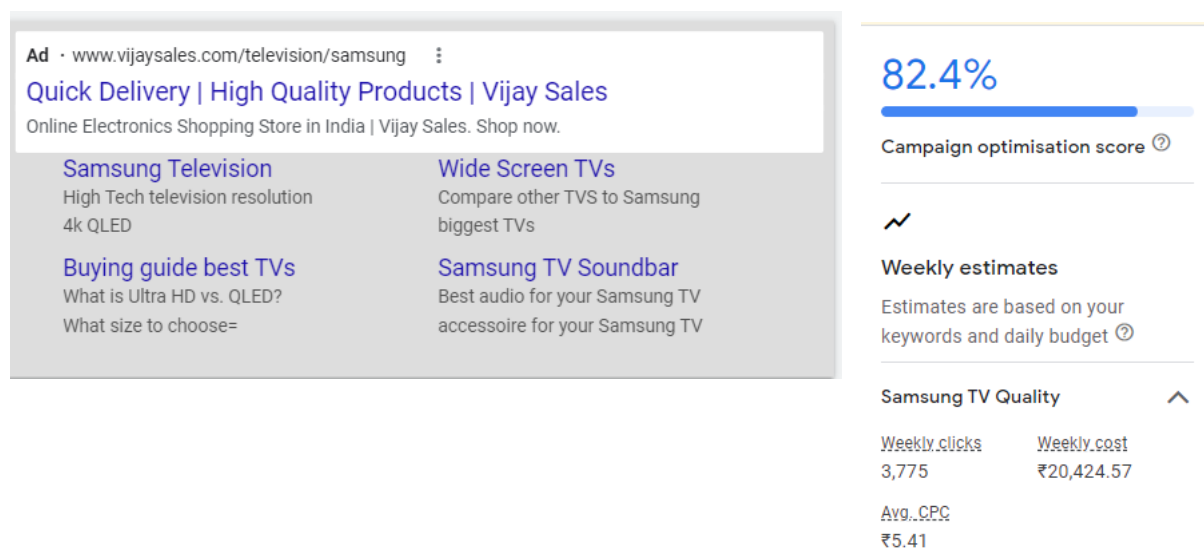 Ad · www.vijaysales.com/television/samsung
Quick Delivery | High Quality Products | Vijay Sales
Online Electronics Shopping Store in India | Vijay Sales. Shop now.
Samsung Television
High Tech television resolution
4k QLED
Wide Screen TVs
Compare other TVS to Samsung
biggest TVs
Buying guide best TVs
What is Ultra HD vs. QLED?
What size to choose=
Samsung TV Soundbar
Best audio for your Samsung TV
accessoire for your Samsung TV
82.4%
Campaign optimisation score
Weekly estimates
Estimates are based on your
keywords and daily budget
Samsung TV Quality
Weekly clicks
3,775
Weekly cost
₹20,424.57
Avg. CPC
₹5.41